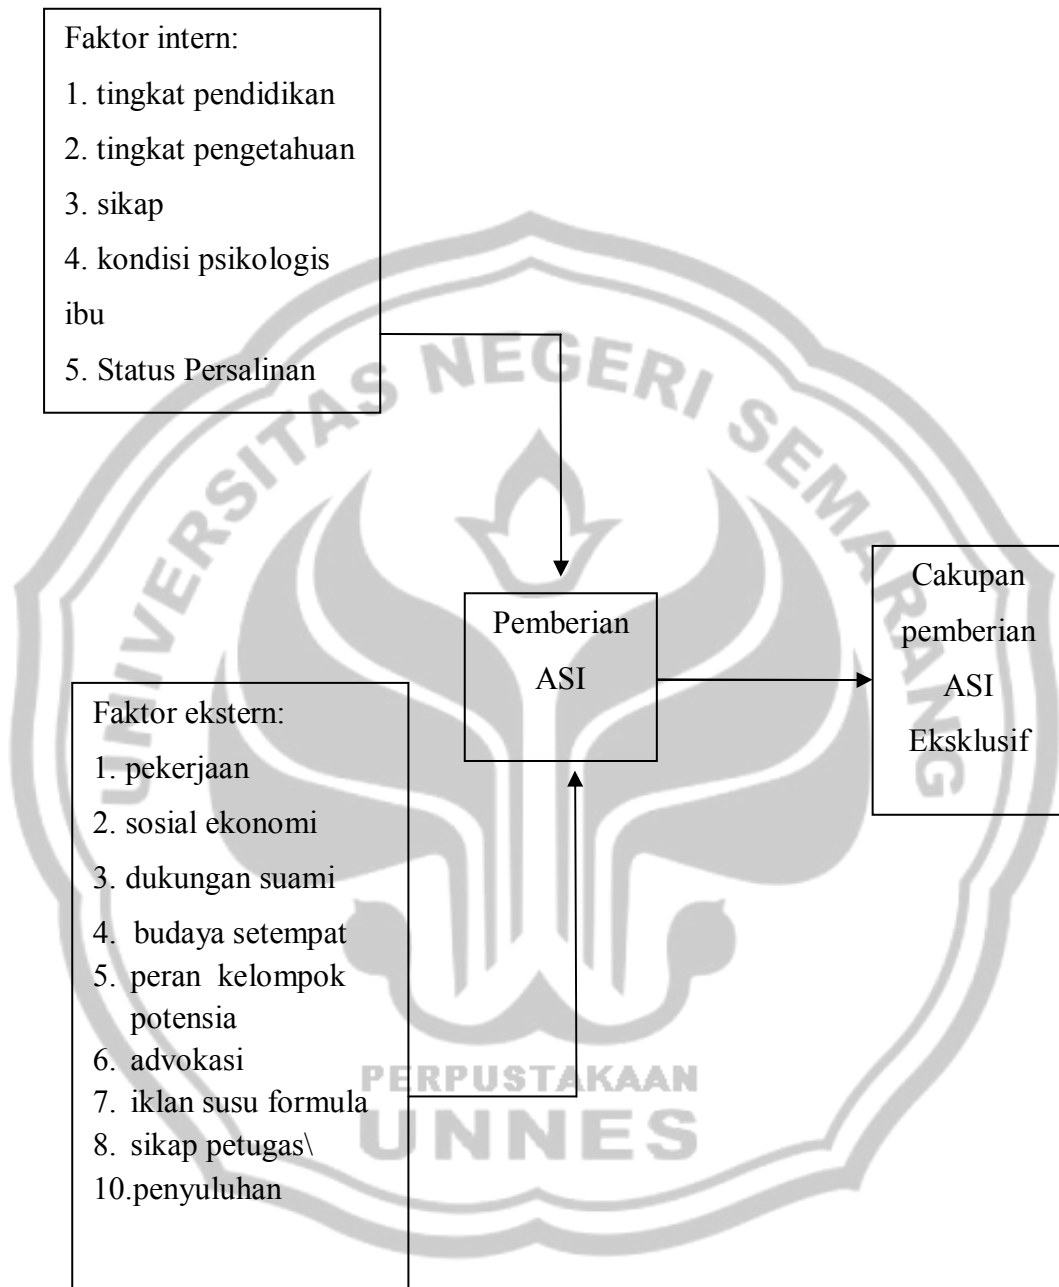 Faktor intern:
1. tingkat pendidikan
2. tingkat pengetahuan
3. sikap
4. kondisi psikologis
ibu
5. Status Persalinan
Pemberian
ASI
Cakupan
pemberian
ASI
Eksklusif
Faktor ekstern:
1. pekerjaan
2. sosial ekonomi
3. dukungan suami
4. budaya setempat
5. peran kelompok
potensia
6. advokasi
7. iklan susu formula
8. sikap petugas\
10.penyuluhan
UNIVERSITAS NEGERI SEMARANG
PERPUSTAKAAN
UNNES